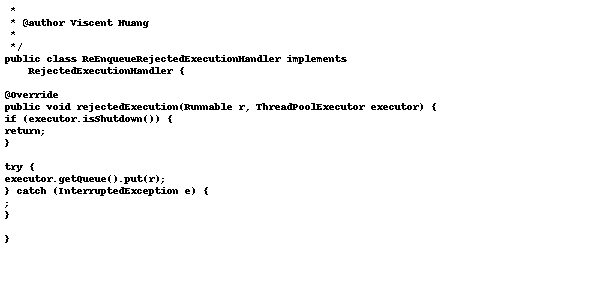 *
* @author Viscent Huang
*
*/
public class ReEnqueueRejectedExecutionHandler implements
RejectedExecutionHandler {
@Override
public void rejectedExecution(Runnable r, ThreadPoolExecutor executor) {
if (executor.isShutdown()) {
return;
}
try {
executor.getQueue().put(r);
} catch (InterruptedException e) {
;
}
}